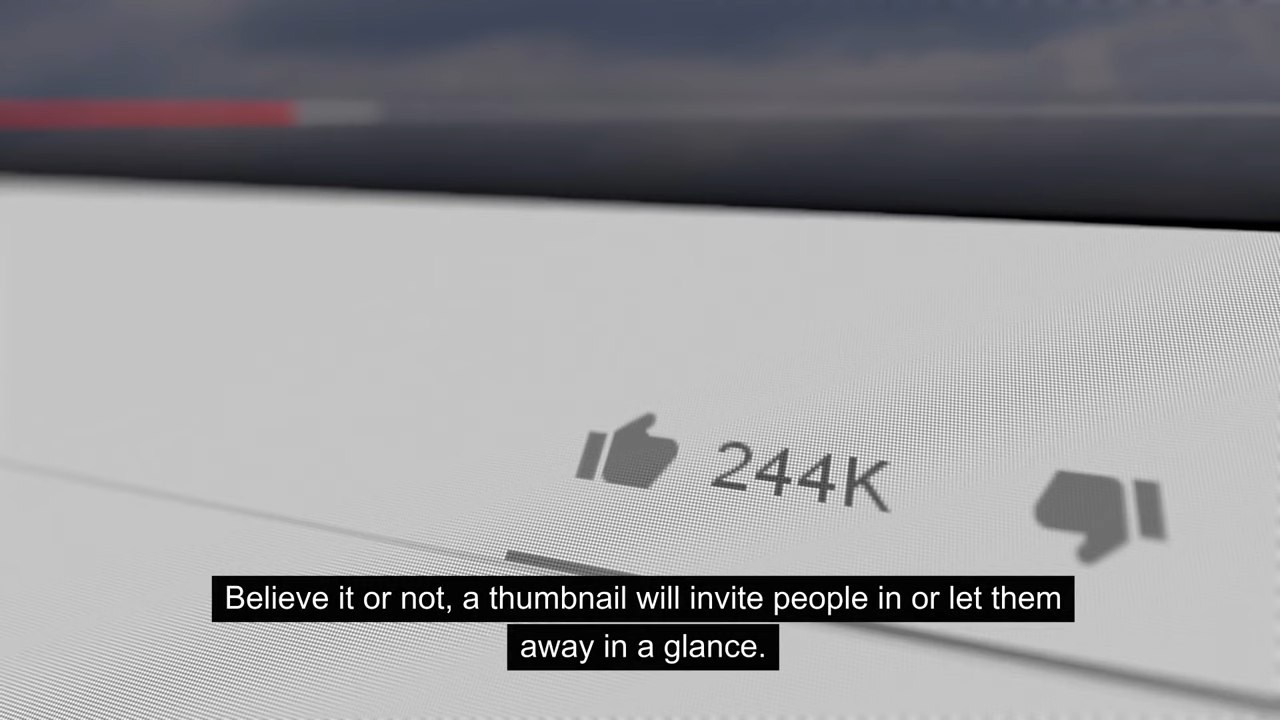 244K
Believe it or not, a thumbnail will invite people in or let them
away in a glance.